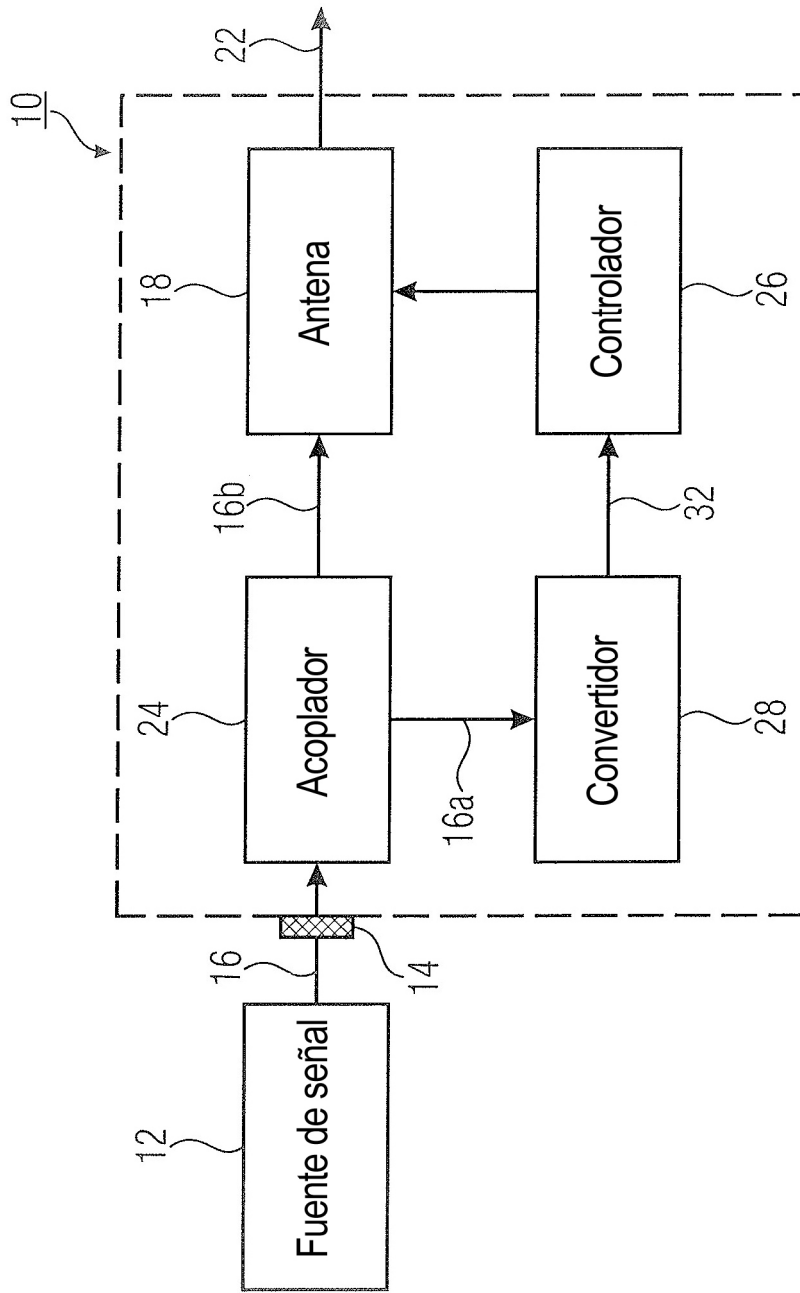 10
12
Fuente de señal
16
14
24
Acoplador
16b
18
Antena
22
16a
28
Convertidor
32
26
Controlador